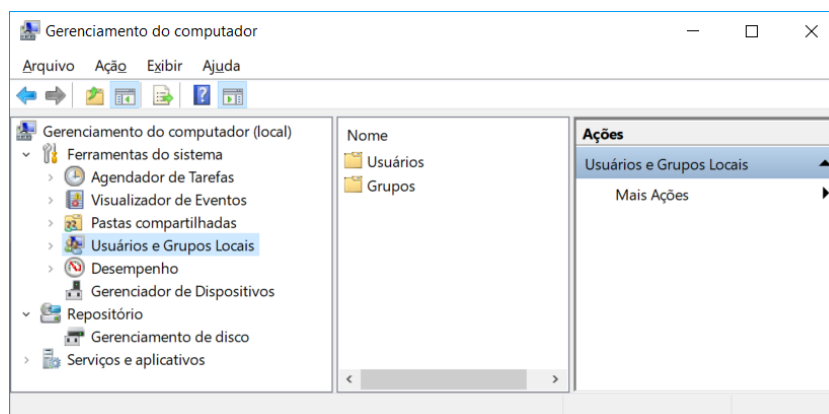 Gerenciamento do computador
Arquivo Ação Exibir Ajuda
Gerenciamento do computador (local)
Ferramentas do sistema
Agendador de Tarefas
Visualizador de Eventos
Pastas compartilhadas
Usuários e Grupos Locais
Desempenho
Gerenciador de Dispositivos
Repositório
Gerenciamento de disco
Serviços e aplicativos
Nome
Usuários
Grupos
Ações
Usuários e Grupos Locais
Mais Ações